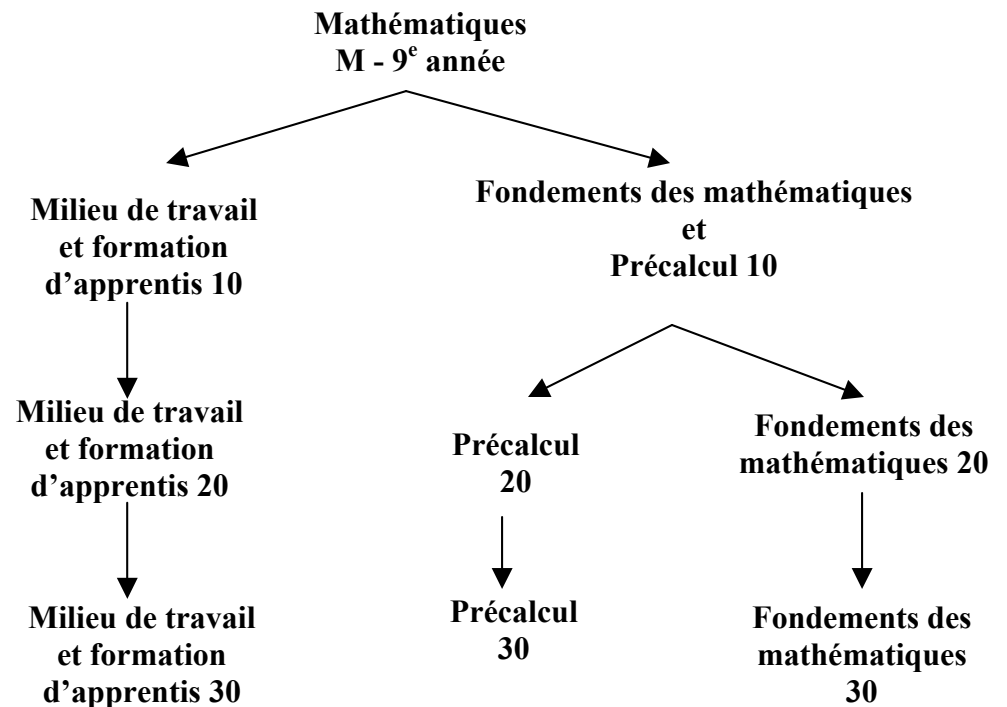 Mathématiques
M - 9e année
Milieu de travail
et formation
d’apprentis 10
Fondements des mathématiques
et
Précalcul 10
Milieu de travail
et formation
d’apprentis 20
Précalcul
20
Fondements des
mathématiques 20
Milieu de travail
et formation
d’apprentis 30
Précalcul
30
Fondements des
mathématiques
30